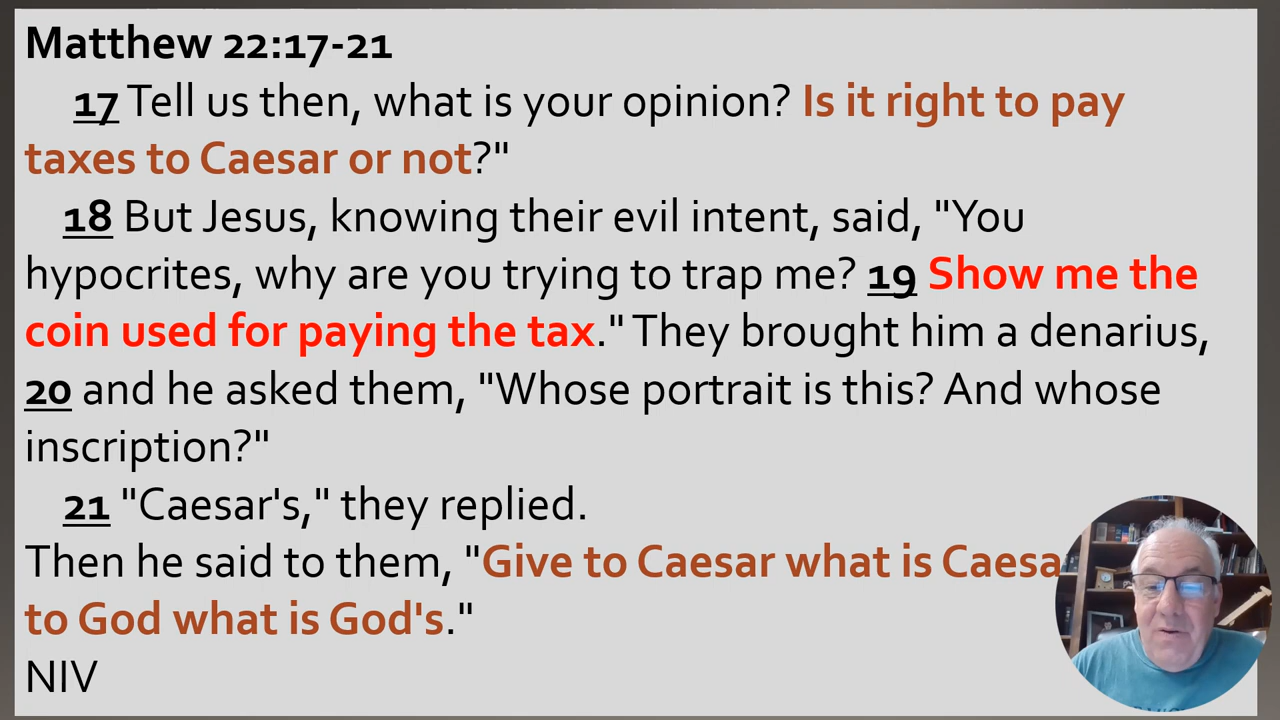 Matthew 22:17-21
17 Tell us then, what is your opinion? Is it right to pay
taxes to Caesar or not?"
18 But Jesus, knowing their evil intent, said, "You
hypocrites, why are you trying to trap me? 19 Show me the
coin used for paying the tax." They brought him a denarius,
20 and he asked them, "Whose portrait is this? And whose
inscription?"
21 "Caesar's," they replied.
Then he said to them, "Give to Caesar what is Caesa
to God what is God's."
NIV